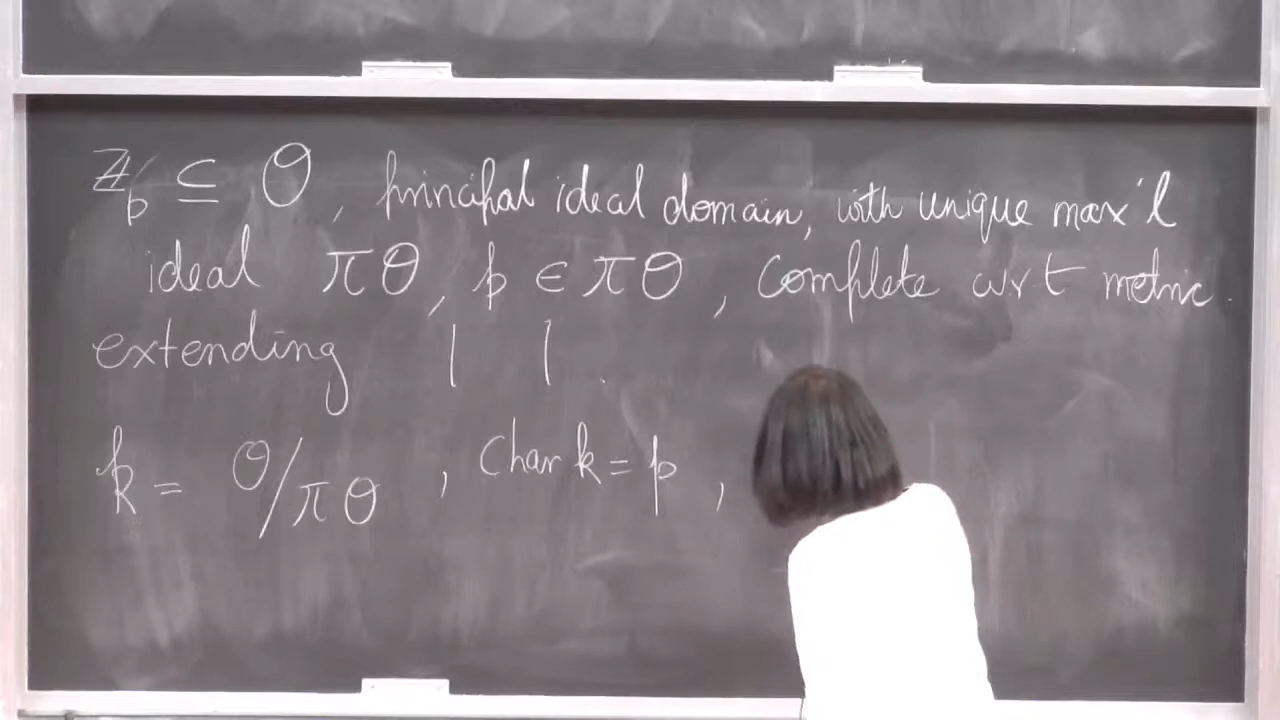 ℤ_p ⊆ O, principal ideal domain, with unique max'l
ideal πO, p ∈ πO, complete wrt metric
extending | |.
k = O/πO, Char k = p,